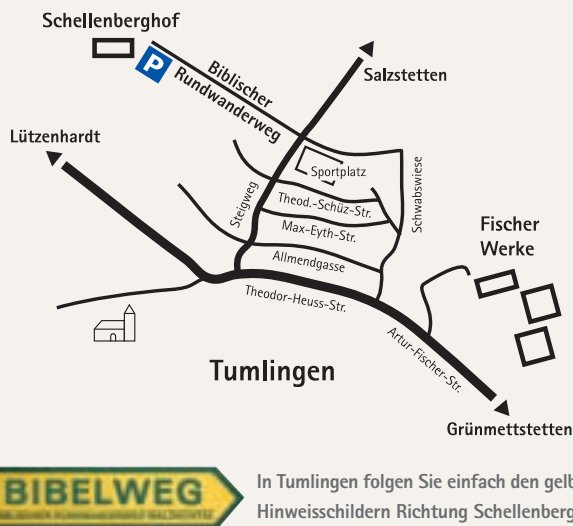 Schellenberghof
P
Biblischer
Rundwanderweg
Salzstetten
Lützenhardt
Sportplatz
Steigweg
Theod.-Schüz-Str.
Schwabswiese
Max-Eyth-Str.
Fischer
Werke
Allmendgasse
Theodor-Heuss-Str.
Artur-Fischer-Str.
Tumlingen
Grünmettstetten
BIBELWEG
In Tumlingen folgen Sie einfach den gelb
Hinweisschildern Richtung Schellenberg